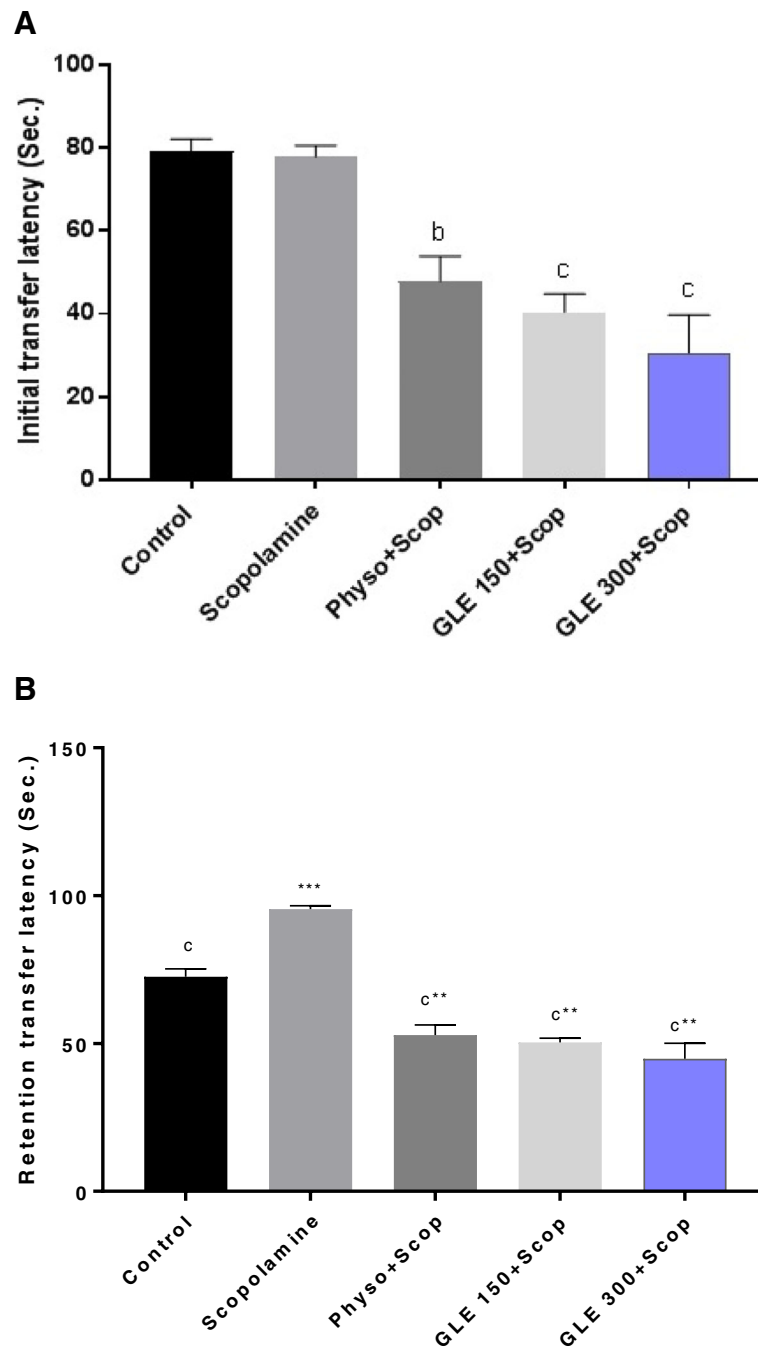 A
Initial transfer latency (Sec.)
100
80
60
40
20
0
b
c
c
Control
Scopolamine
Physo+Scop
GLE 150+Scop
GLE 300+Scop
B
Retention transfer latency (Sec.)
150
100
50
0
c
***
c**
c**
c**
Control
Scopolamine
Physo+Scop
GLE 150+Scop
GLE 300+Scop